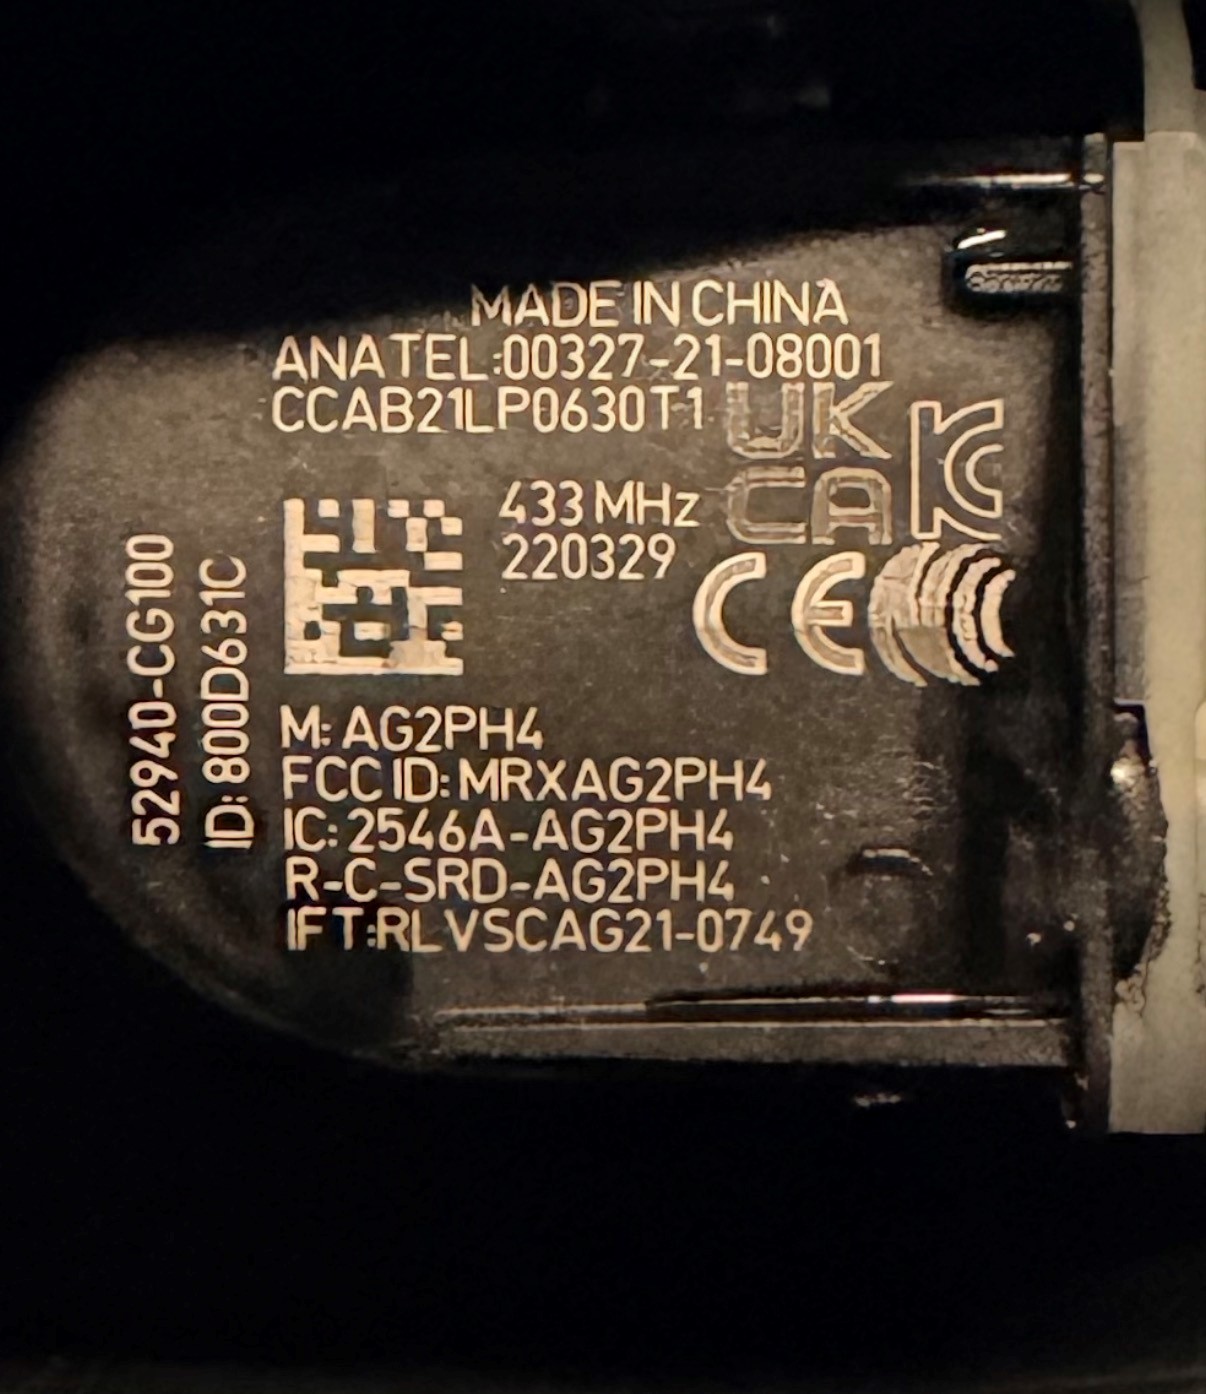 MADE IN CHINA
ANATEL:00327-21-08001
CCAB21LP0630T1
UK
CA
KC
433 MHz
220329
CE
52940-CG100
ID: 800D631C
M: AG2PH4
FCC ID: MRXAG2PH4
IC: 2546A-AG2PH4
R-C-SRD-AG2PH4
IFT:RLVSCAG21-0749